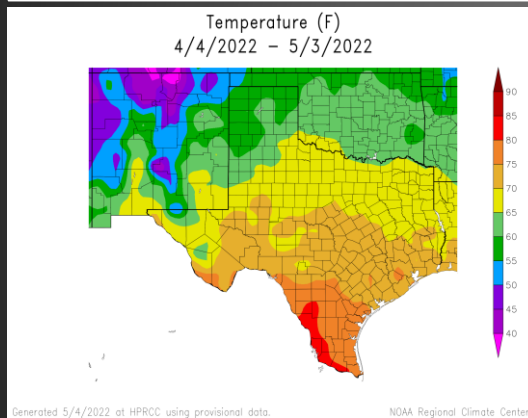 Temperature (F)
4/4/2022 – 5/3/2022
90
85
80
75
70
65
60
55
50
45
40
Generated 5/4/2022 at HPRCC using provisional data.
NOAA Regional Climate Center